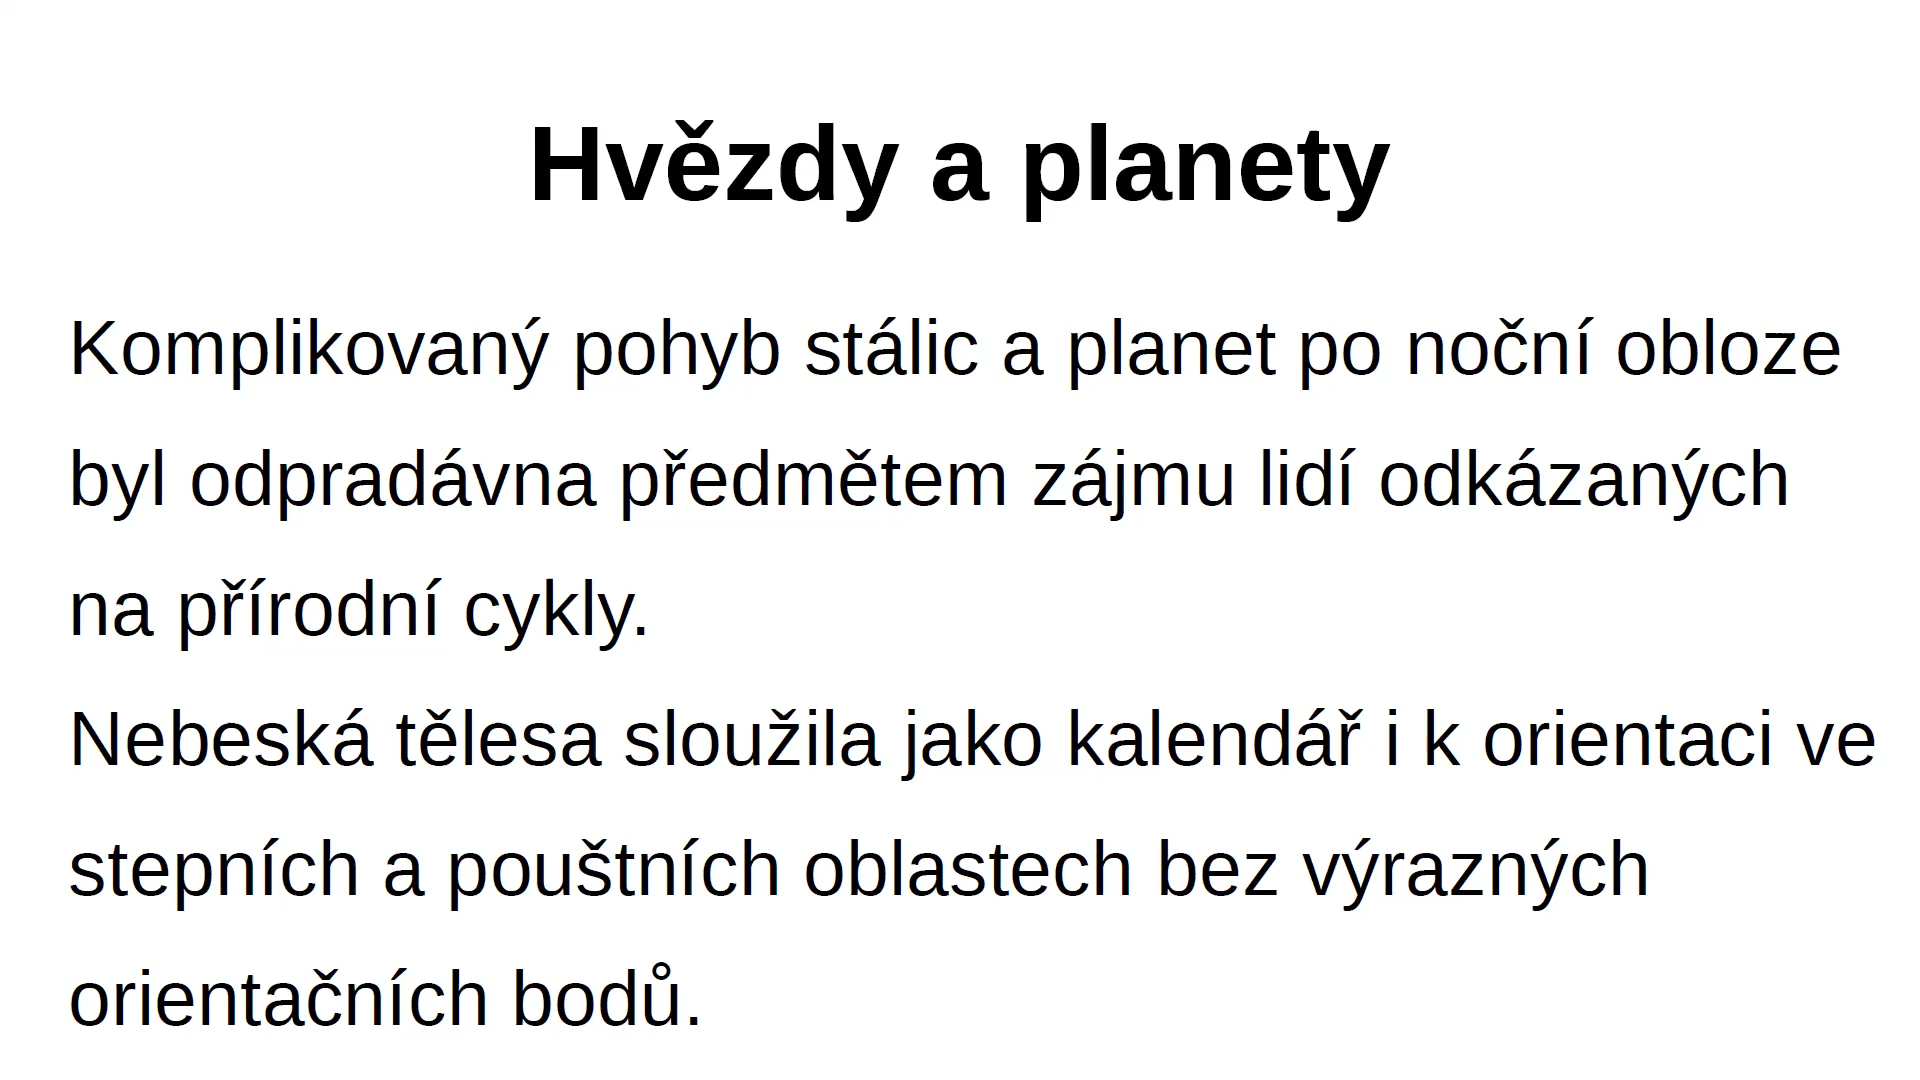 Hvězdy a planety
Komplikovaný pohyb stálic a planet po noční obloze
byl odpradávna předmětem zájmu lidí odkázaných
na přírodní cykly.
Nebeská tělesa sloužila jako kalendář i k orientaci ve
stepních a pouštních oblastech bez výrazných
orientačních bodů.